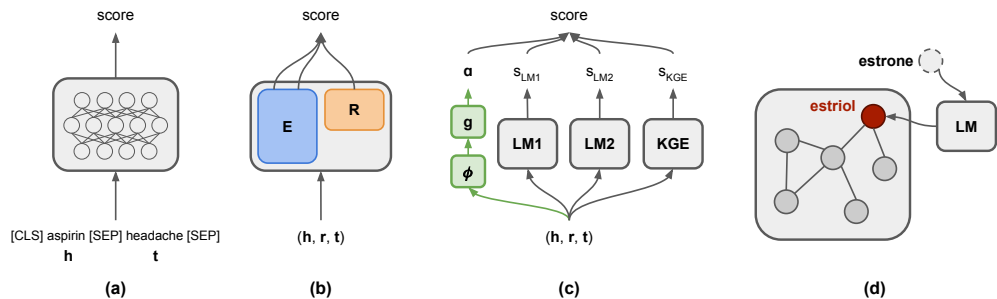 score
[CLS] aspirin [SEP] headache [SEP]
h t
(a)
score
E
R
(h, r, t)
(b)
score
α s_LM1 s_LM2 s_KGE
g
LM1 LM2 KGE
ϕ
(h, r, t)
(c)
estrone
estriol
LM
(d)